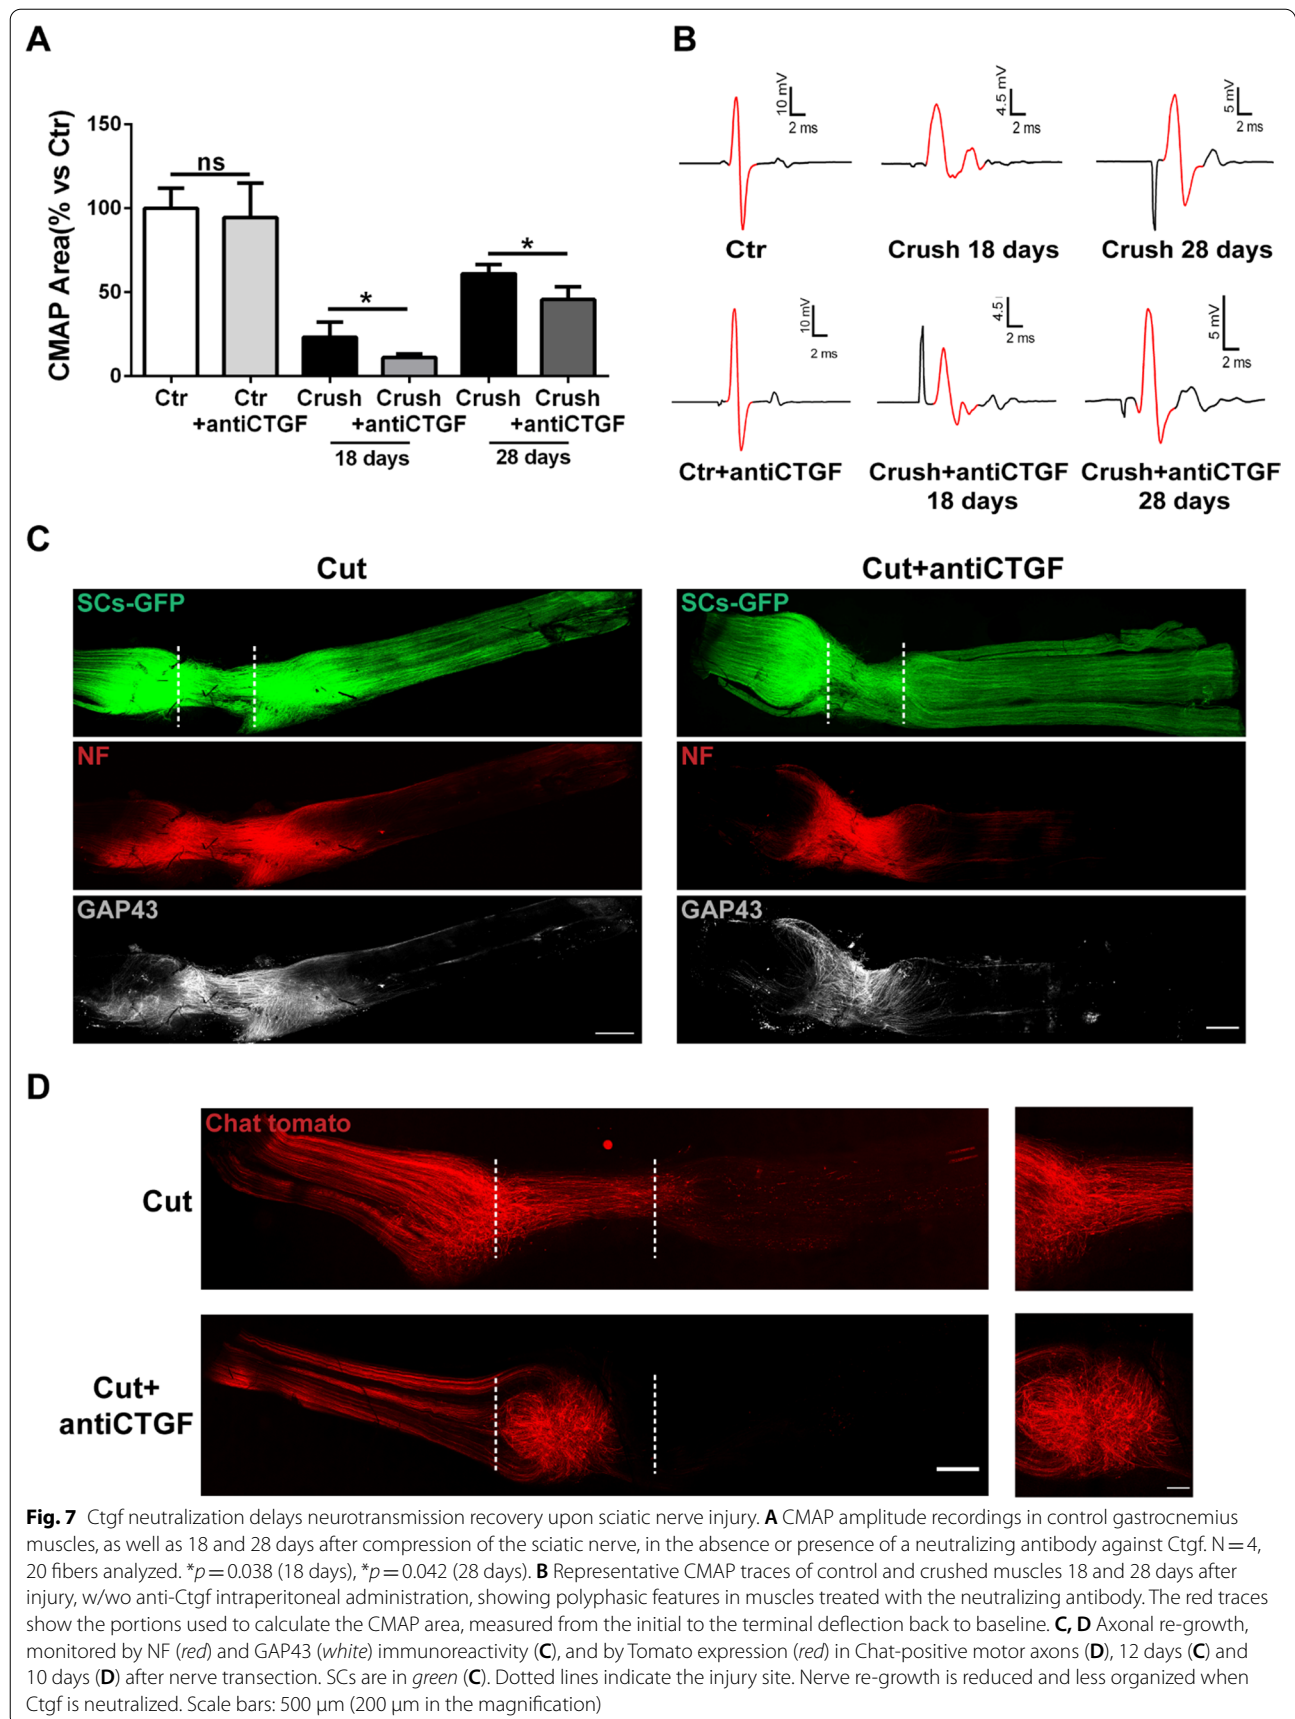 A
CMAP Area(% vs Ctr)
150
100
50
0
ns
*
*
Ctr
Ctr
+antiCTGF
Crush
Crush
+antiCTGF
Crush
Crush
+antiCTGF
18 days
28 days
B
10 mV
2 ms
4.5 mV
2 ms
5 mV
2 ms
Ctr
Crush 18 days
Crush 28 days
10 mV
2 ms
4.5
2 ms
5 mV
2 ms
Ctr+antiCTGF
Crush+antiCTGF
18 days
Crush+antiCTGF
28 days
C
Cut
Cut+antiCTGF
SCs-GFP
SCs-GFP
NF
NF
GAP43
GAP43
D
Chat tomato
Cut
Cut+
antiCTGF
Fig. 7 Ctgf neutralization delays neurotransmission recovery upon sciatic nerve injury. A CMAP amplitude recordings in control gastrocnemius
muscles, as well as 18 and 28 days after compression of the sciatic nerve, in the absence or presence of a neutralizing antibody against Ctgf. N = 4,
20 fibers analyzed. *p = 0.038 (18 days), *p = 0.042 (28 days). B Representative CMAP traces of control and crushed muscles 18 and 28 days after
injury, w/wo anti-Ctgf intraperitoneal administration, showing polyphasic features in muscles treated with the neutralizing antibody. The red traces
show the portions used to calculate the CMAP area, measured from the initial to the terminal deflection back to baseline. C, D Axonal re-growth,
monitored by NF (red) and GAP43 (white) immunoreactivity (C), and by Tomato expression (red) in Chat-positive motor axons (D), 12 days (C) and
10 days (D) after nerve transection. SCs are in green (C). Dotted lines indicate the injury site. Nerve re-growth is reduced and less organized when
Ctgf is neutralized. Scale bars: 500 μm (200 μm in the magnification)